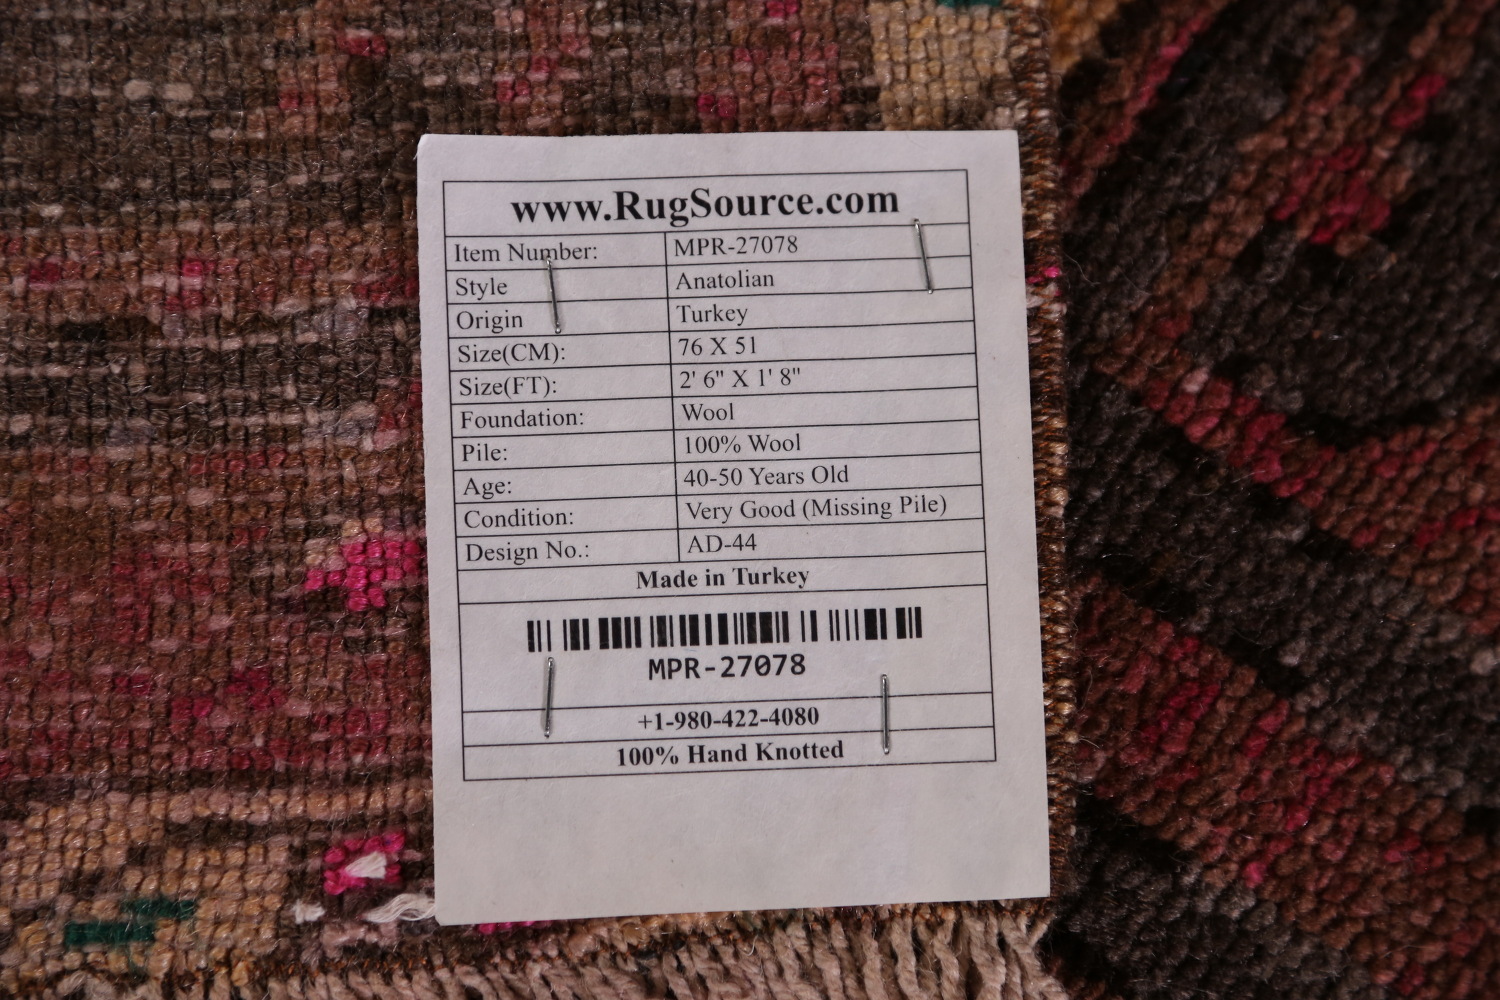 www.RugSource.com
Item Number: MPR-27078
Style Anatolian
Origin Turkey
Size(CM): 76 X 51
Size(FT): 2' 6" X 1' 8"
Foundation: Wool
Pile: 100% Wool
Age: 40-50 Years Old
Condition: Very Good (Missing Pile)
Design No.: AD-44
Made in Turkey
MPR-27078
+1-980-422-4080
100% Hand Knotted